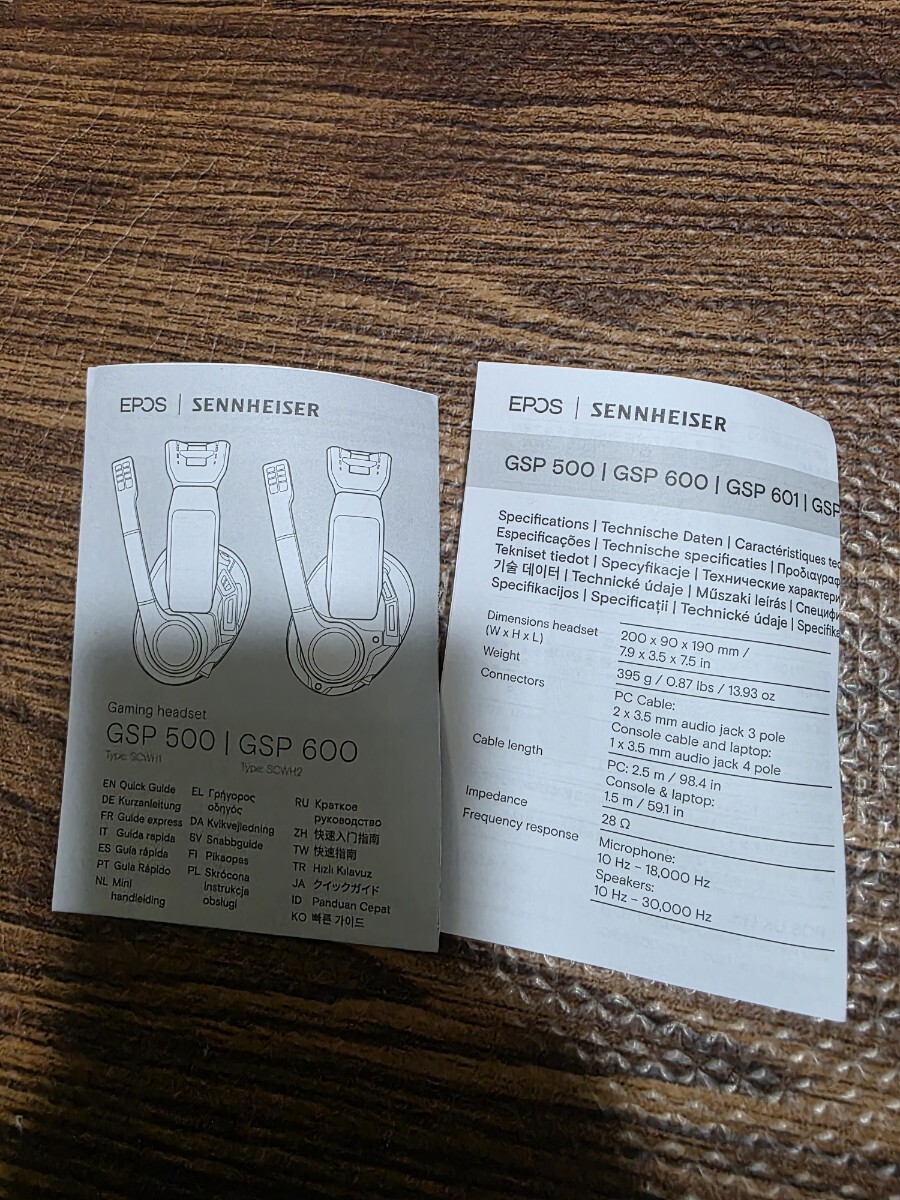 EPOS | SENNHEISER
Gaming headset
GSP 500 | GSP 600
Type: SCWH1
Type: SCWH2
EN Quick Guide
DE Kurzanleitung
FR Guide express
IT Guida rapida
ES Guía rápida
PT Guia Rápido
NL Mini
handleiding
EL Γρήγορος
οδηγός
DA Kvikvejledning
SV Snabbguide
FI Pikaopas
PL Skrócona
instrukcja
obsługi
RU Краткое
руководство
ZH 快速入门指南
TW 快速指南
TR Hızlı Kılavuz
JA クイックガイド
ID Panduan Cepat
KO 빠른 가이드
EPOS | SENNHEISER
GSP 500 | GSP 600 | GSP 601 | GSP
Specifications | Technische Daten | Caractéristiques
Especificações | Technische specificaties |
Tekniset tiedot | Specyfikacje | Технические
기술 데이터 | Technické údaje | Műszaki leírás |
Specifikacijos | Specificații | Technické údaje |
Dimensions headset
(W x H x L)
200 x 90 x 190 mm /
7.9 x 3.5 x 7.5 in
Weight
395 g / 0.87 lbs / 13.93 oz
Connectors
PC Cable:
2 x 3.5 mm audio jack 3 pole
Console cable and laptop:
1 x 3.5 mm audio jack 4 pole
Cable length
PC: 2.5 m / 98.4 in
Console & laptop:
1.5 m / 59.1 in
Impedance
28 Ω
Frequency response
Microphone:
10 Hz – 18,000 Hz
Speakers:
10 Hz – 30,000 Hz